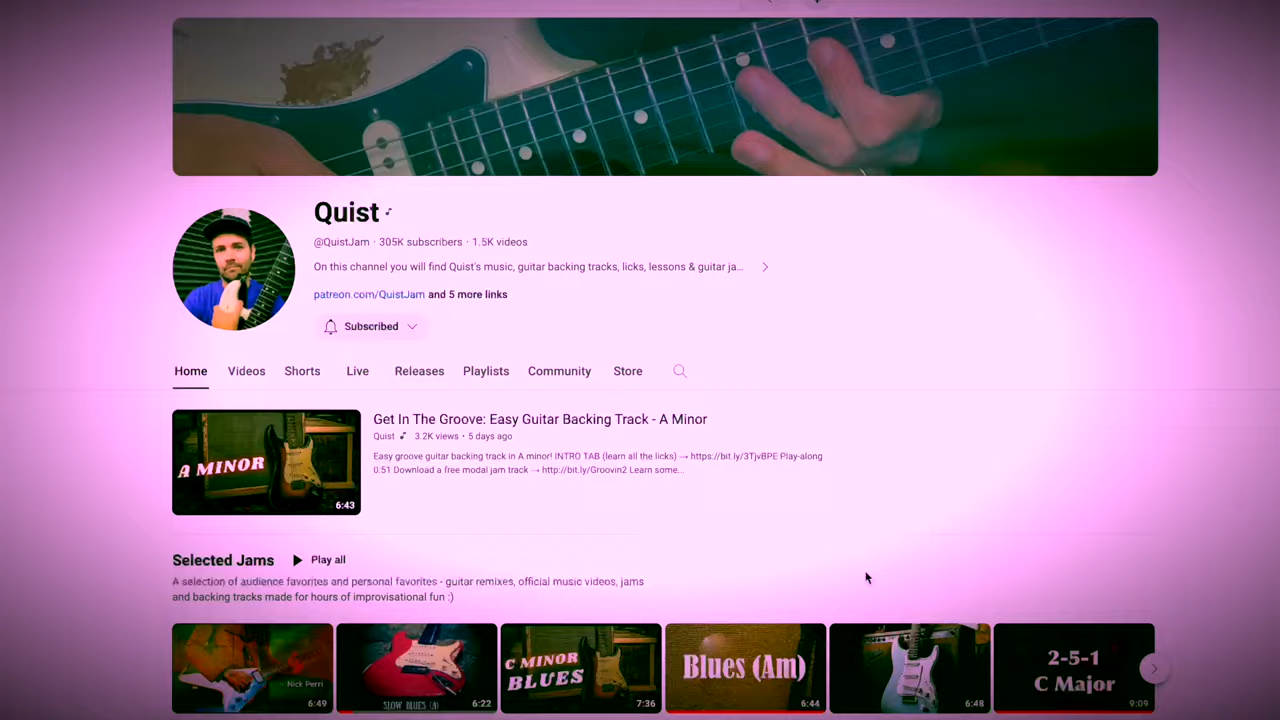 Quist
@QuistJam · 305K subscribers · 1.5K videos
On this channel you will find Quist's music, guitar backing tracks, licks, lessons & guitar ja...
patreon.com/QuistJam and 5 more links
Subscribed
Home Videos Shorts Live Releases Playlists Community Store
A MINOR
6:43
Get In The Groove: Easy Guitar Backing Track - A Minor
Quist 3.2K views • 5 days ago
Easy groove guitar backing track in A minor! INTRO TAB (learn all the licks) → https://bit.ly/3TjvBPE Play-along
0:51 Download a free modal jam track → http://bit.ly/Groovin2 Learn some...
Selected Jams Play all
A selection of audience favorites and personal favorites - guitar remixes, official music videos, jams
and backing tracks made for hours of improvisational fun :)
Nick Perri
6:49
SLOW BLUES (A)
6:22
C MINOR
BLUES
7:36
Blues (Am)
6:44
6:48
2-5-1
C Major
9:09